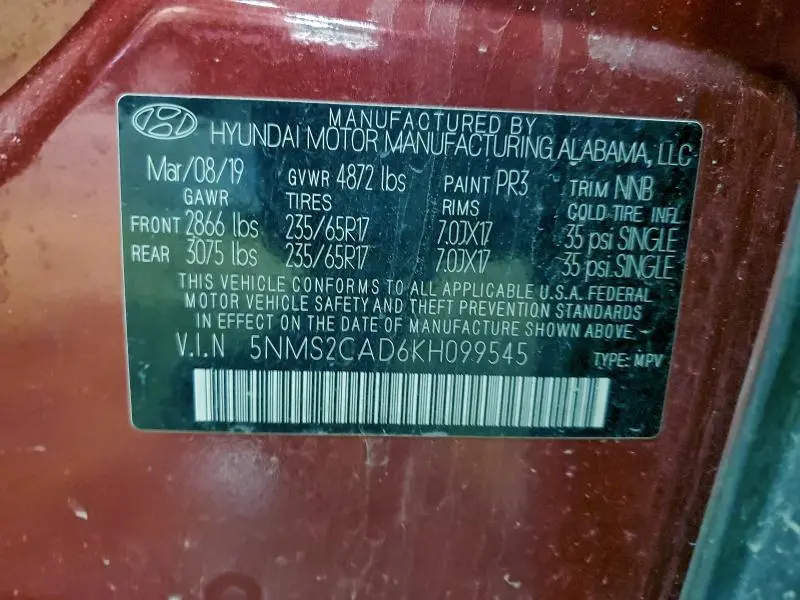 MANUFACTURED BY
HYUNDAI MOTOR MANUFACTURING ALABAMA, LLC
Mar/08/19 GVWR 4872 lbs PAINT PR3 TRIM NNB
GAWR TIRES RIMS COLD TIRE INFL
FRONT 2866 lbs 235/65R17 7.0JX17 35 psi SINGLE
REAR 3075 lbs 235/65R17 7.0JX17 35 psi SINGLE
THIS VEHICLE CONFORMS TO ALL APPLICABLE U.S.A. FEDERAL
MOTOR VEHICLE SAFETY AND THEFT PREVENTION STANDARDS
IN EFFECT ON THE DATE OF MANUFACTURE SHOWN ABOVE.
V.I.N 5NMS2CAD6KH099545 TYPE: MPV